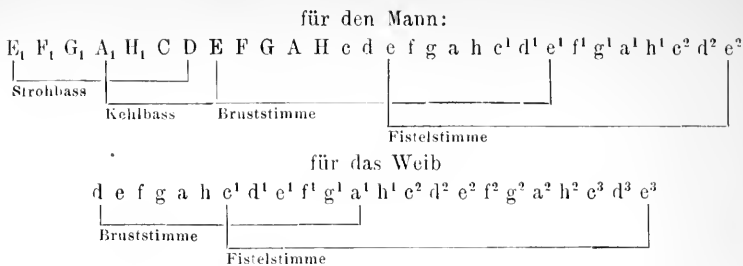 für den Mann:
E₁ F₁ G₁ A₁ H₁ C D E F G A H c d e f g a h c¹ d¹ e¹ f¹ g¹ a¹ h¹ c² d² e²
Strohbass
Kehlbass Bruststimme
Fistelstimme
für das Weib
d e f g a h c¹ d¹ e¹ f¹ g¹ a¹ h¹ c² d² e² f² g² a² h² c³ d³ e³
Bruststimme
Fistelstimme